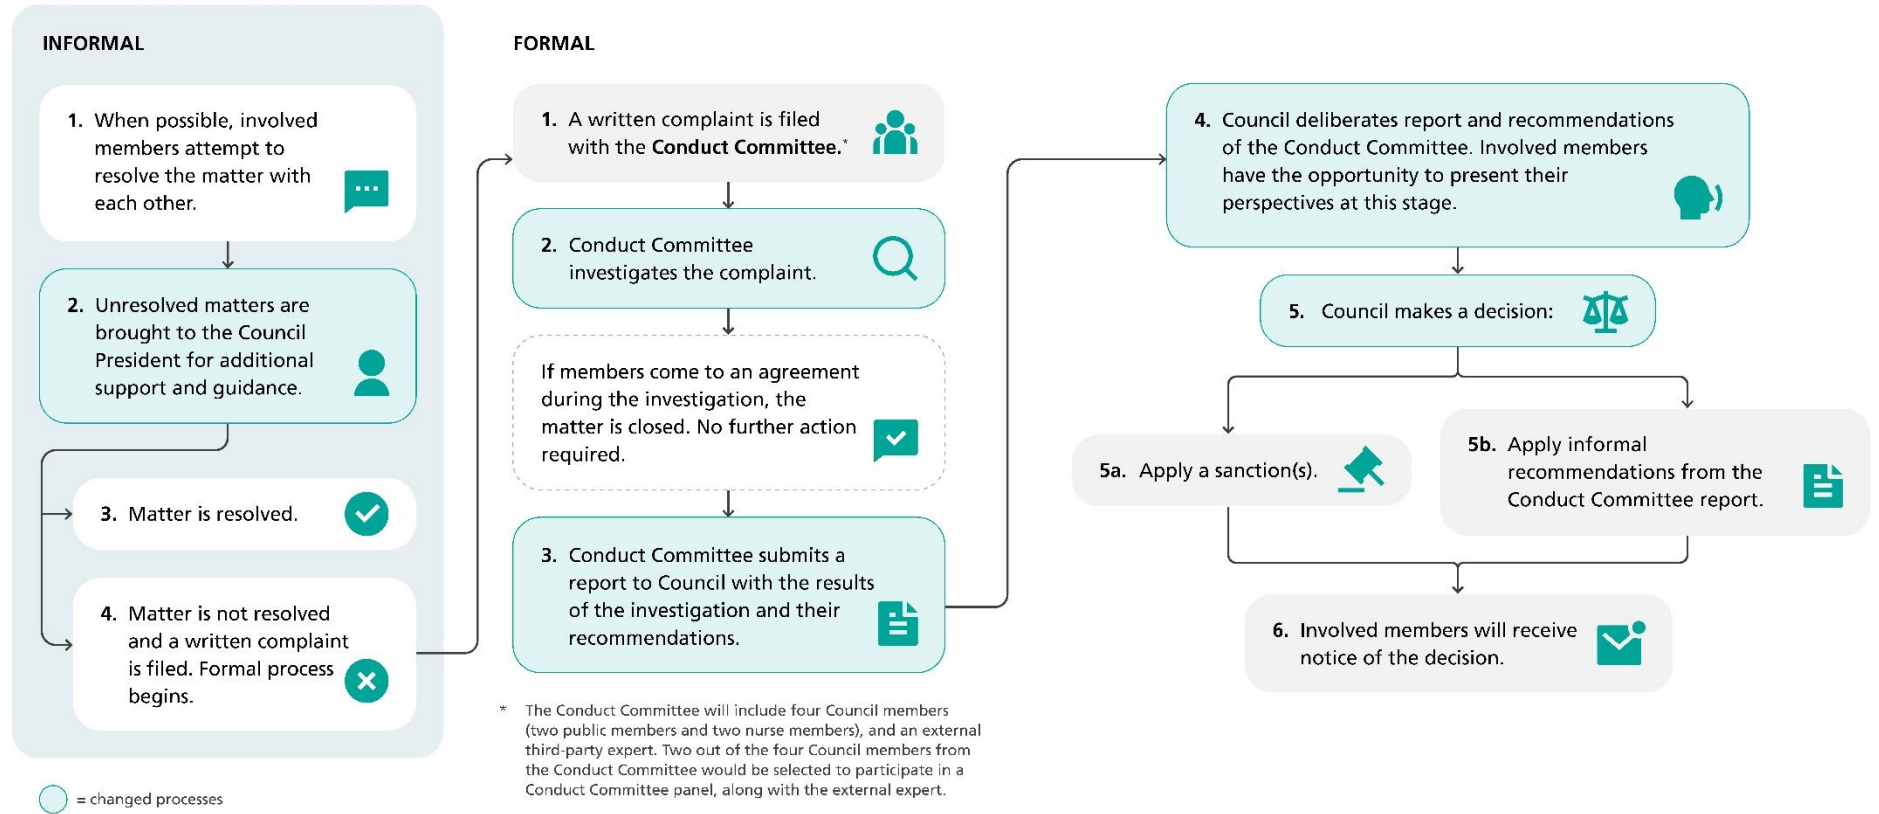 INFORMAL
1. When possible, involved
members attempt to
resolve the matter with
each other.
2. Unresolved matters are
brought to the Council
President for additional
support and guidance.
3. Matter is resolved.
4. Matter is not resolved
and a written complaint
is filed. Formal process
begins.
= changed processes
FORMAL
1. A written complaint is filed
with the Conduct Committee.*
2. Conduct Committee
investigates the complaint.
If members come to an agreement
during the investigation, the
matter is closed. No further action
required.
3. Conduct Committee submits a
report to Council with the results
of the investigation and their
recommendations.
* The Conduct Committee will include four Council members
(two public members and two nurse members), and an external
third-party expert. Two out of the four Council members from
the Conduct Committee would be selected to participate in a
Conduct Committee panel, along with the external expert.
4. Council deliberates report and recommendations
of the Conduct Committee. Involved members
have the opportunity to present their
perspectives at this stage.
5. Council makes a decision:
5a. Apply a sanction(s).
5b. Apply informal
recommendations from the
Conduct Committee report.
6. Involved members will receive
notice of the decision.